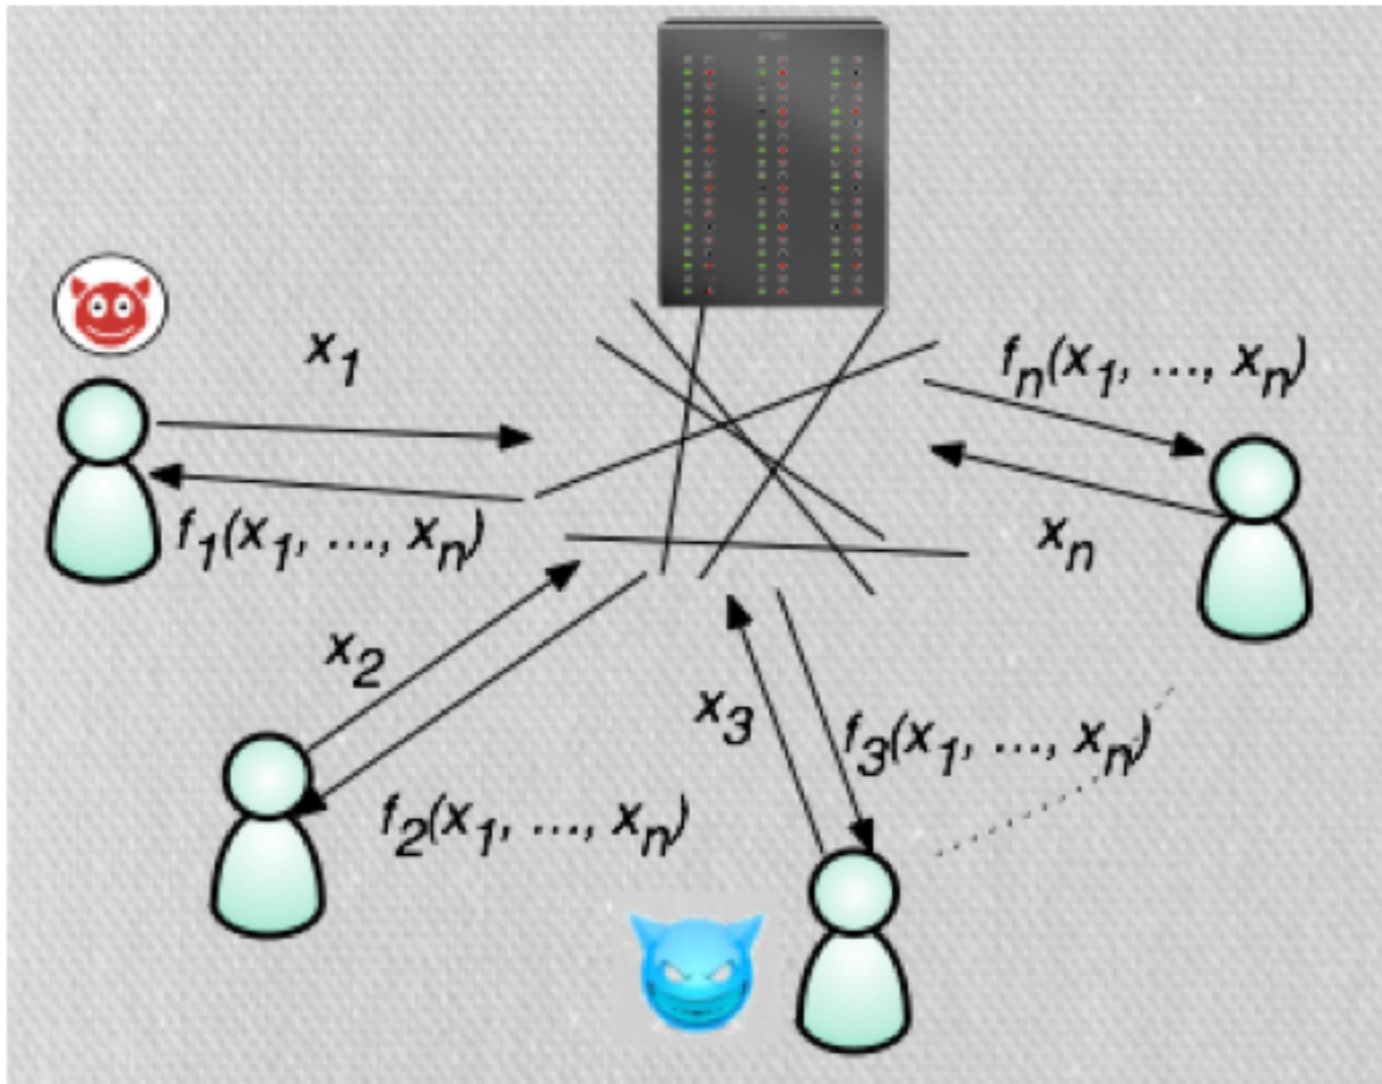 x1
fn(x1, ..., xn)
f1(x1, ..., xn)
xn
x2
x3
f3(x1, ..., xn)
f2(x1, ..., xn)